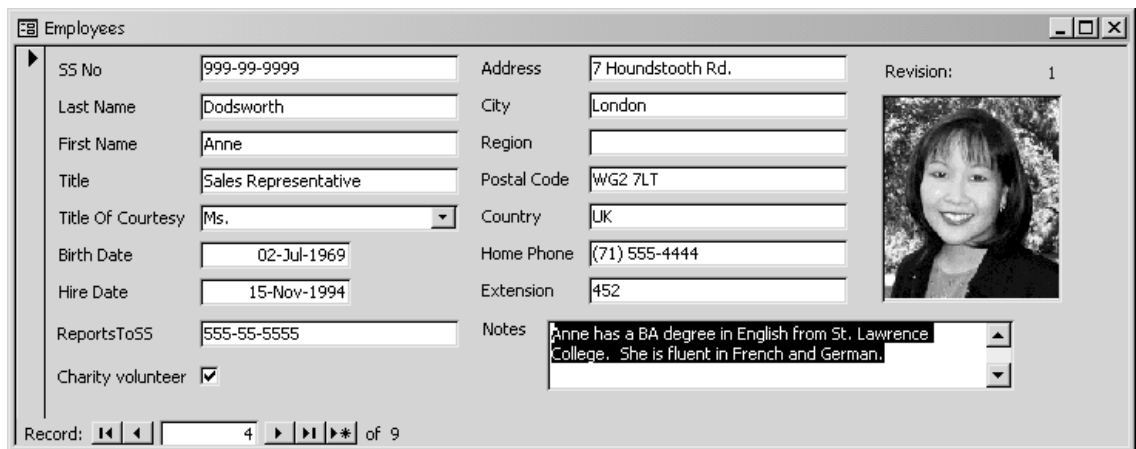 Employees
SS No 999-99-9999
Last Name Dodsworth
First Name Anne
Title Sales Representative
Title Of Courtesy Ms.
Birth Date 02-Jul-1969
Hire Date 15-Nov-1994
ReportsToSS 555-55-5555
Charity volunteer
Address 7 Houndstooth Rd.
City London
Region
Postal Code WG2 7LT
Country UK
Home Phone (71) 555-4444
Extension 452
Notes Anne has a BA degree in English from St. Lawrence
College.  She is fluent in French and German.
Revision: 1
Record: 4 of 9